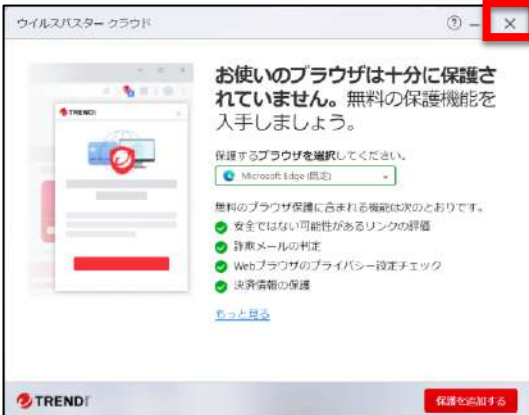 ウイルスバスター クラウド
お使いのブラウザは十分に保護さ
れていません。無料の保護機能を
入手しましょう。
保護するブラウザを選択してください。
Microsoft Edge (既定)
無料のブラウザ保護に含まれる機能は次のとおりです。
安全ではない可能性があるリンクの評価
詐欺メールの判定
Webブラウザのプライバシー設定チェック
決済情報の保護
もっと見る
TREND
保護を追加する